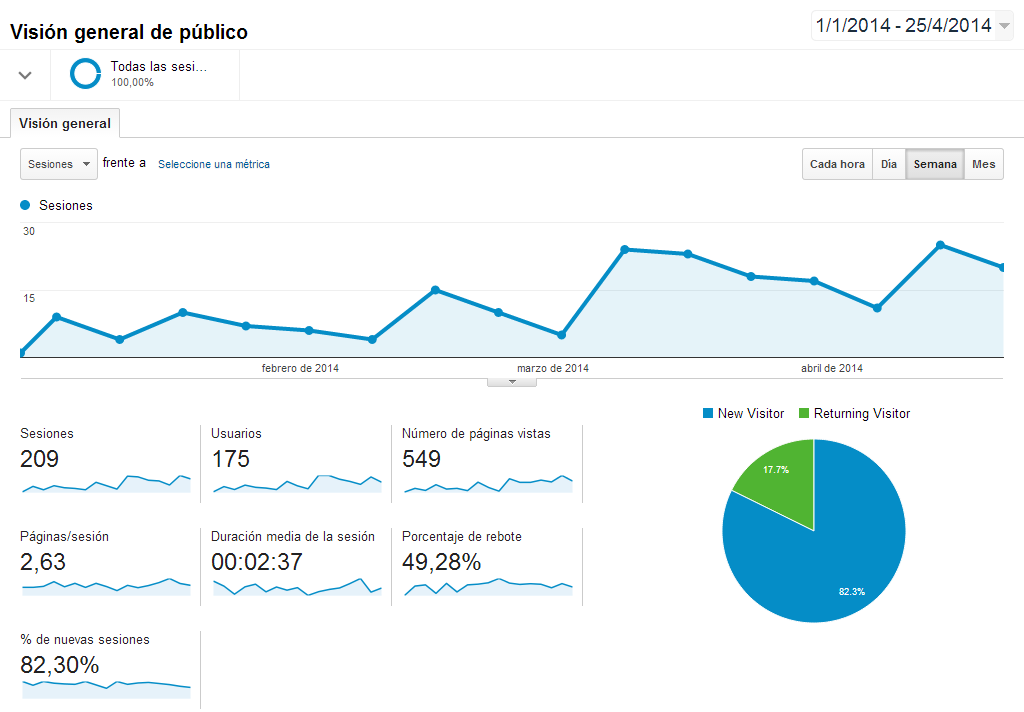 Visión general de público
1/1/2014 - 25/4/2014
Todas las sesi...
100,00%
Visión general
Sesiones frente a Seleccione una métrica
Cada hora Día Semana Mes
Sesiones
30
15
febrero de 2014 marzo de 2014 abril de 2014
New Visitor Returning Visitor
17.7%
82.3%
Sesiones
209
Usuarios
175
Número de páginas vistas
549
Páginas/sesión
2,63
Duración media de la sesión
00:02:37
Porcentaje de rebote
49,28%
% de nuevas sesiones
82,30%